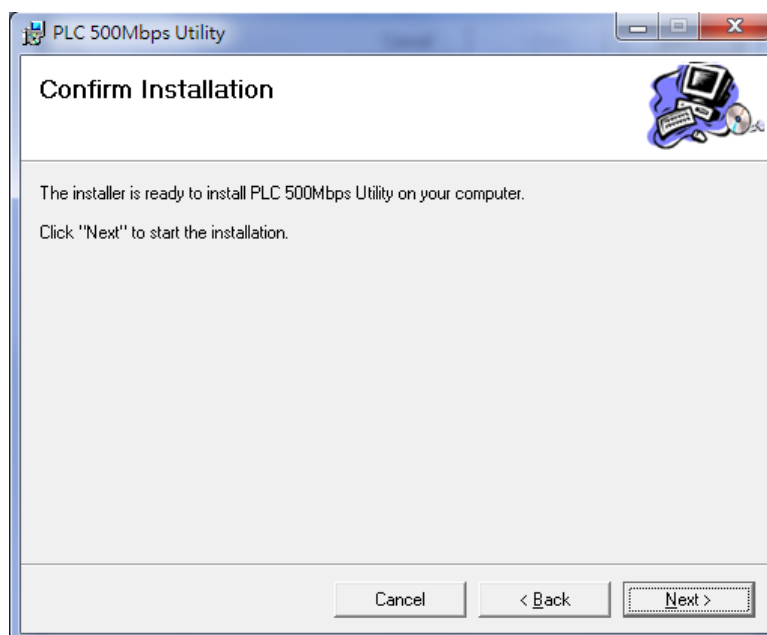 PLC 500Mbps Utility
Confirm Installation
The installer is ready to install PLC 500Mbps Utility on your computer.
Click "Next" to start the installation.
Cancel
< Back
Next >